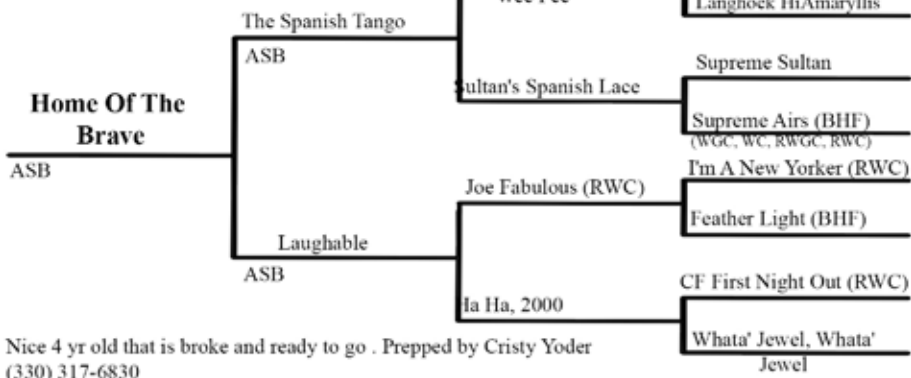 Langhock HiAmaryllis
The Spanish Tango
ASB
Supreme Sultan
Sultan's Spanish Lace
Home Of The
Brave
Supreme Airs (BHF)
(WGC, WC, RWGC, RWC)
ASB
I'm A New Yorker (RWC)
Joe Fabulous (RWC)
Feather Light (BHF)
Laughable
ASB
CF First Night Out (RWC)
Ha Ha, 2000
Whata' Jewel, Whata'
Jewel
Nice 4 yr old that is broke and ready to go . Prepped by Cristy Yoder
(330) 317-6830